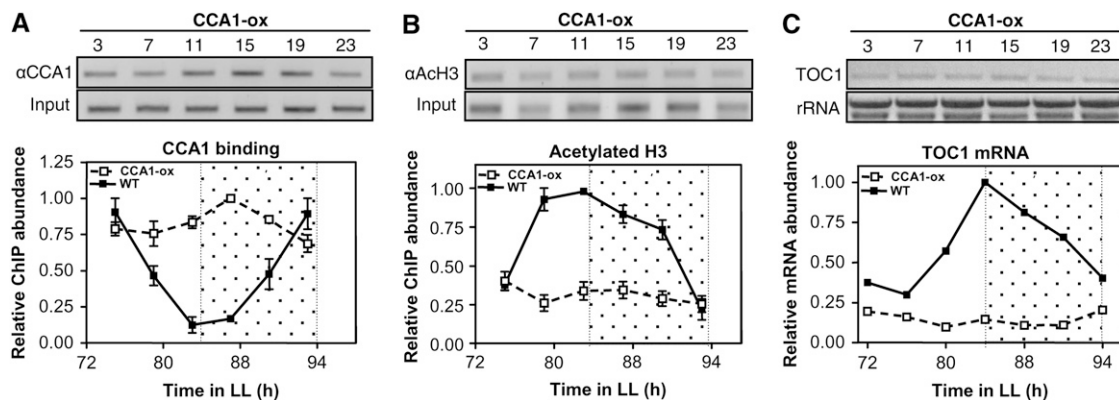 A
CCA1-ox
3 7 11 15 19 23
αCCA1
Input
CCA1 binding
CCA1-ox
WT
Relative ChIP abundance
1.25
1.00
0.75
0.50
0.25
0.00
72 80 88 94
Time in LL (h)
B
CCA1-ox
3 7 11 15 19 23
αAcH3
Input
Acetylated H3
CCA1-ox
WT
Relative ChIP abundance
1.00
0.75
0.50
0.25
0.00
72 80 88 94
Time in LL (h)
C
CCA1-ox
3 7 11 15 19 23
TOC1
rRNA
TOC1 mRNA
CCA1-ox
WT
Relative mRNA abundance
1.00
0.75
0.50
0.25
0.00
72 80 88 94
Time in LL (h)